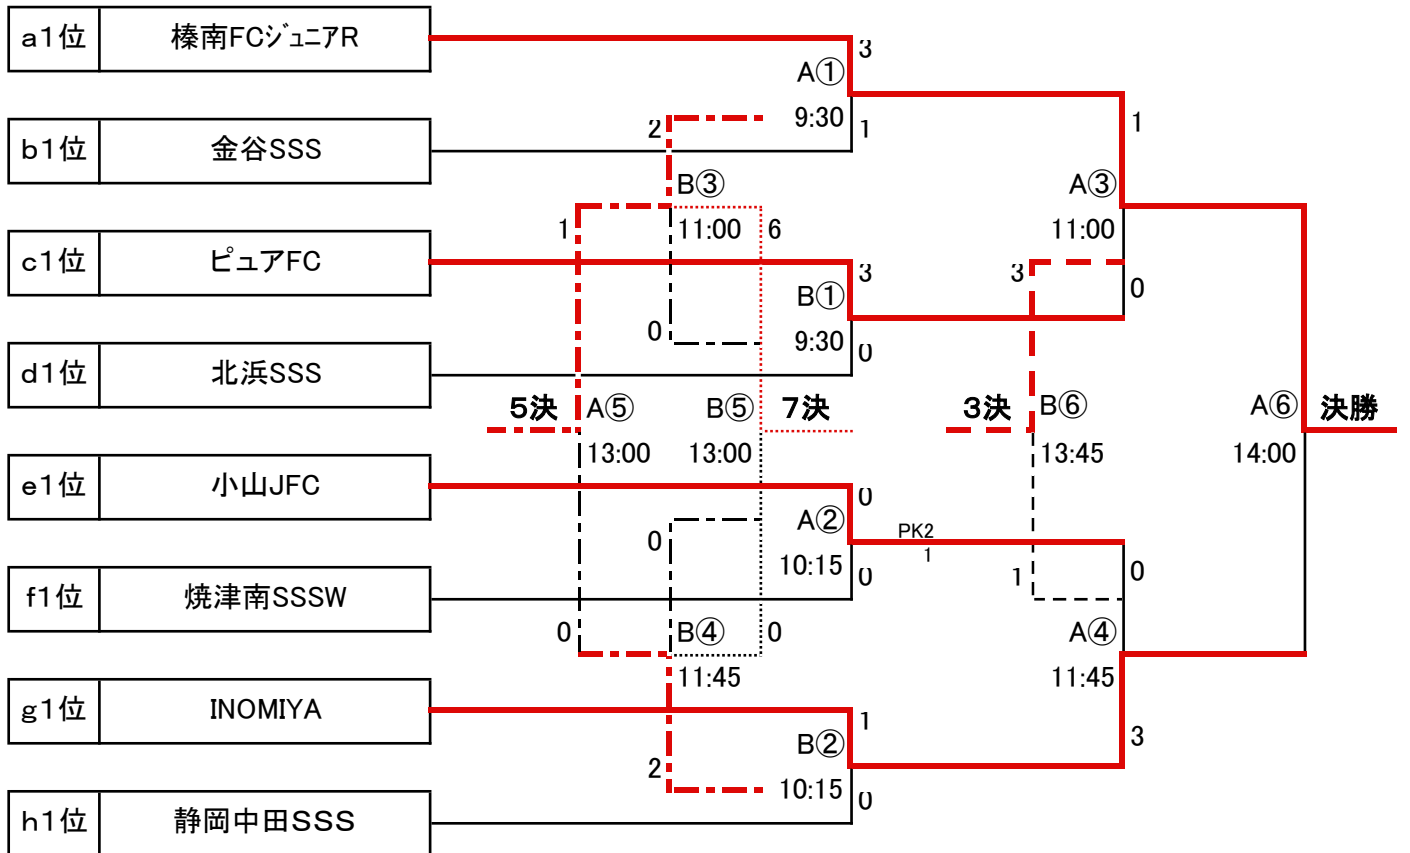 a1位 榛南FCジュニアR
3
A①
9:30
1
b1位 金谷SSS
2
1
B③
11:00
6
A③
11:00
1
c1位 ピュアFC
3
B①
9:30
0
3
0
0
d1位 北浜SSS
5決
A⑤
13:00
B⑤
13:00
7決
3決
B⑥
13:45
A⑥
14:00
決勝
e1位 小山JFC
0
A②
10:15
0
PK2
1
0
1
0
f1位 焼津南SSSW
0
B④
11:45
0
A④
11:45
g1位 INOMIYA
1
B②
10:15
0
3
2
h1位 静岡中田SSS